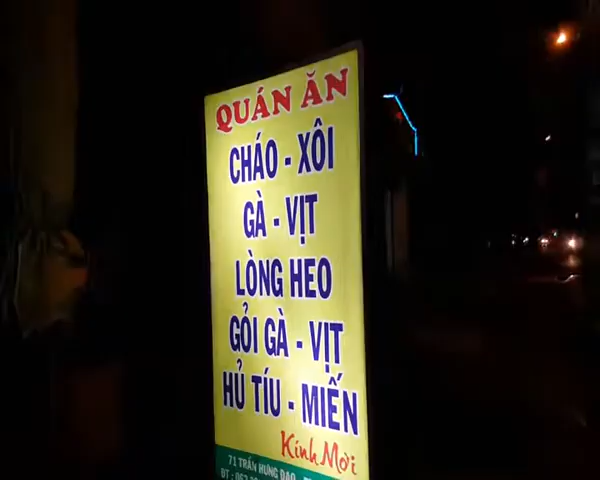 QUÁN ĂN
CHÁO - XÔI
GÀ - VỊT
LÒNG HEO
GỎI GÀ - VỊT
HỦ TÍU - MIẾN
Kính Mời
71 TRẦN HƯNG ĐẠO
ĐT :